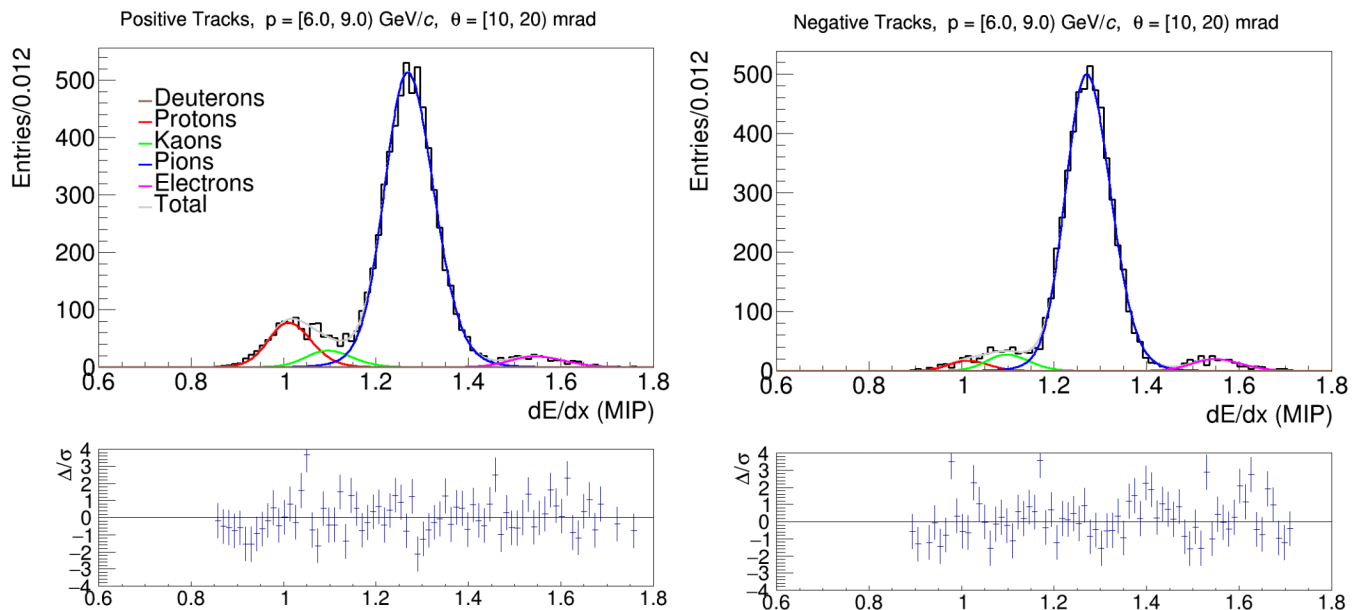 Positive Tracks, p = [6.0, 9.0) GeV/c, θ = [10, 20) mrad
Entries/0.012
500
400
300
200
100
0
Deuterons
Protons
Kaons
Pions
Electrons
Total
0.6 0.8 1 1.2 1.4 1.6 1.8
dE/dx (MIP)
Δ/σ
4
3
2
1
0
−1
−2
−3
−4
0.6 0.8 1 1.2 1.4 1.6 1.8
Negative Tracks, p = [6.0, 9.0) GeV/c, θ = [10, 20) mrad
Entries/0.012
500
400
300
200
100
0
0.6 0.8 1 1.2 1.4 1.6 1.8
dE/dx (MIP)
Δ/σ
4
3
2
1
0
−1
−2
−3
−4
0.6 0.8 1 1.2 1.4 1.6 1.8